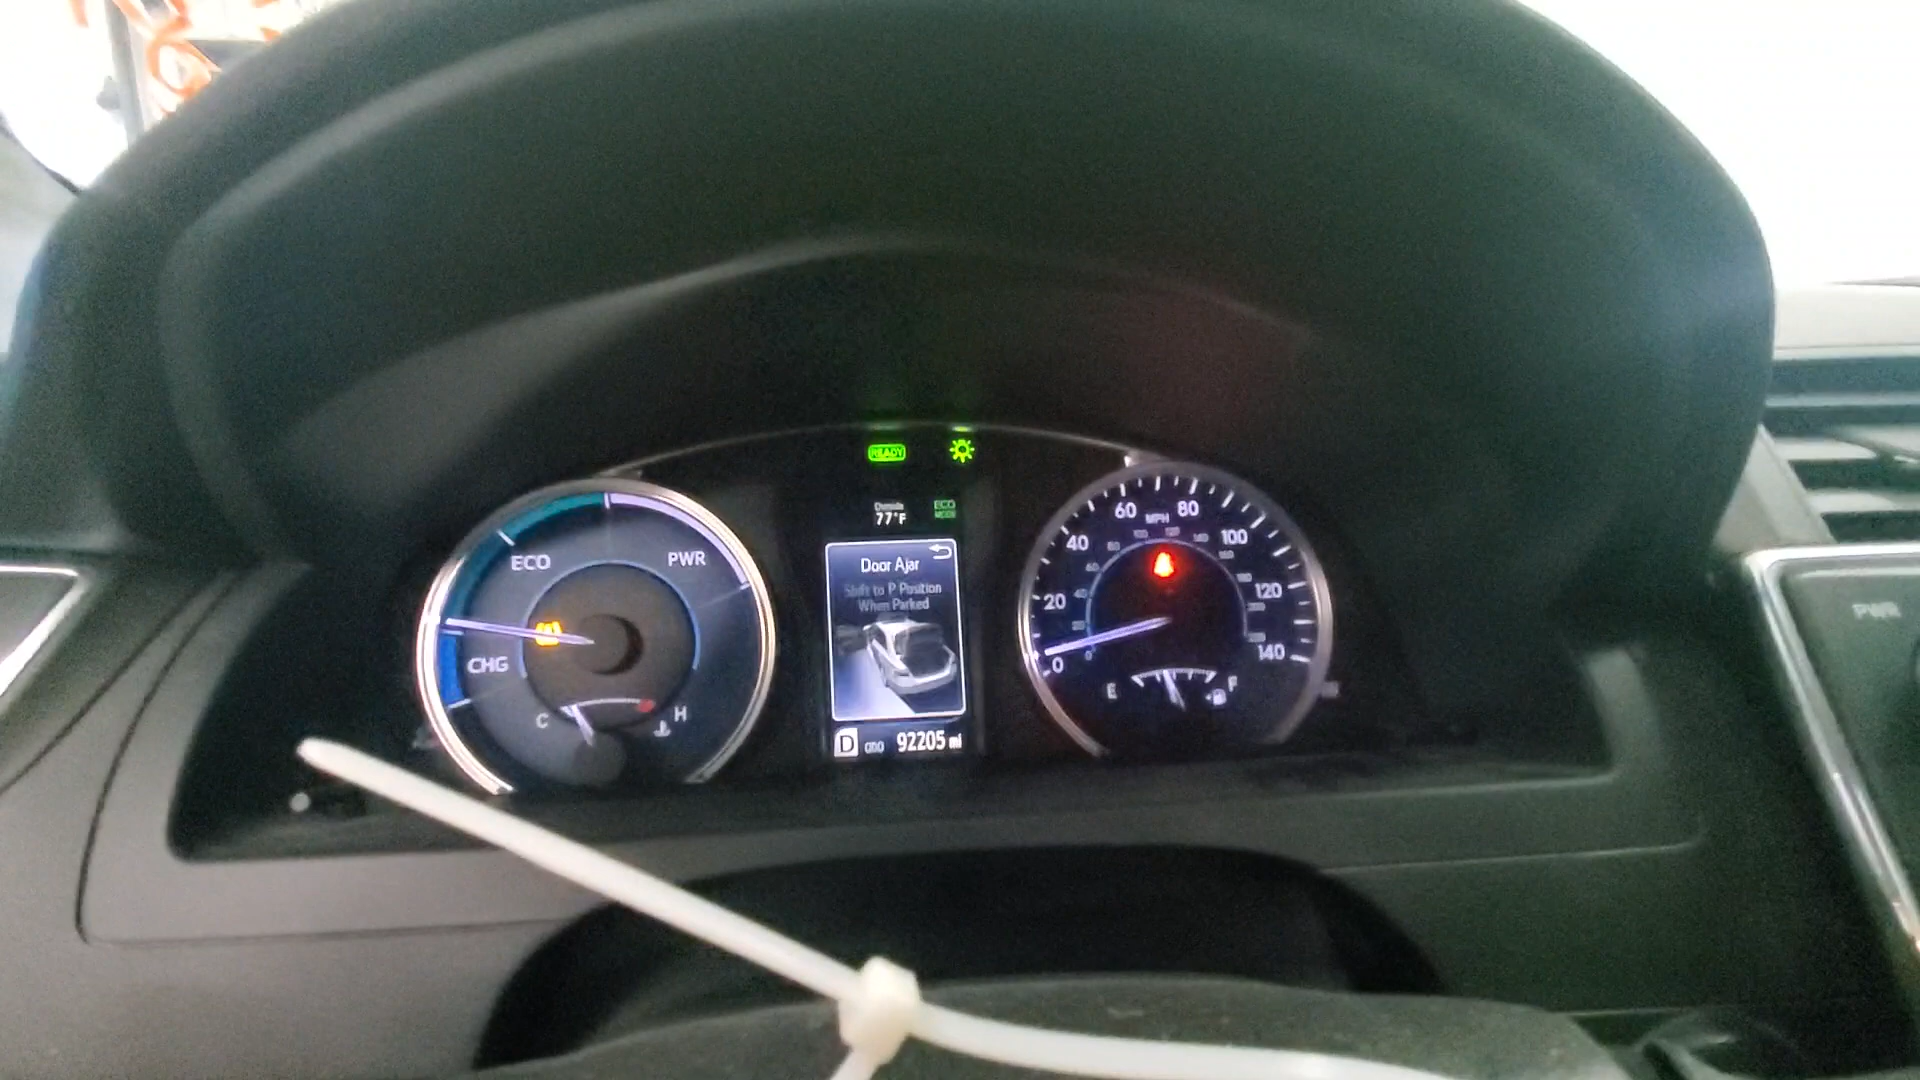 READY
Outside
77°F
ECO
MODE
ECO
PWR
CHG
C
H
Door Ajar
Shift to P Position
When Parked
D
ODO
92205 mi
MPH
0
20
40
60
80
100
120
140
E
F
PWR